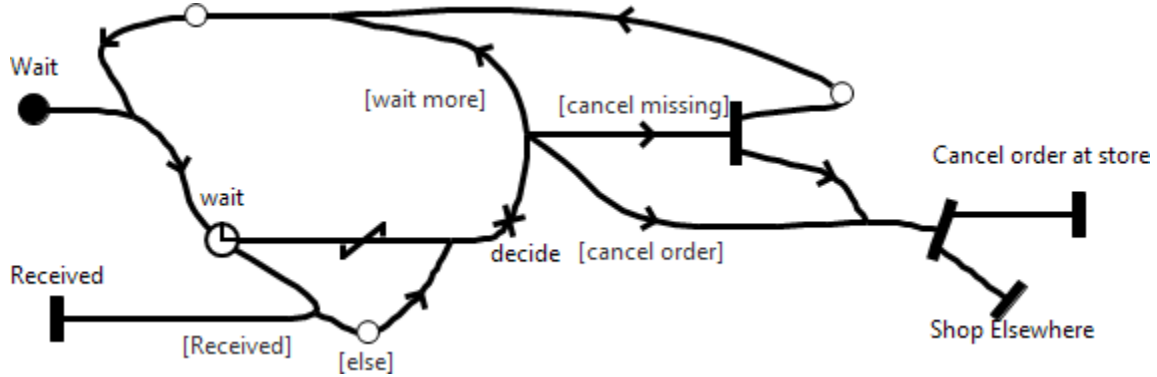 Wait
[wait more]
[cancel missing]
Cancel order at store
wait
decide
[cancel order]
Received
[Received]
[else]
Shop Elsewhere